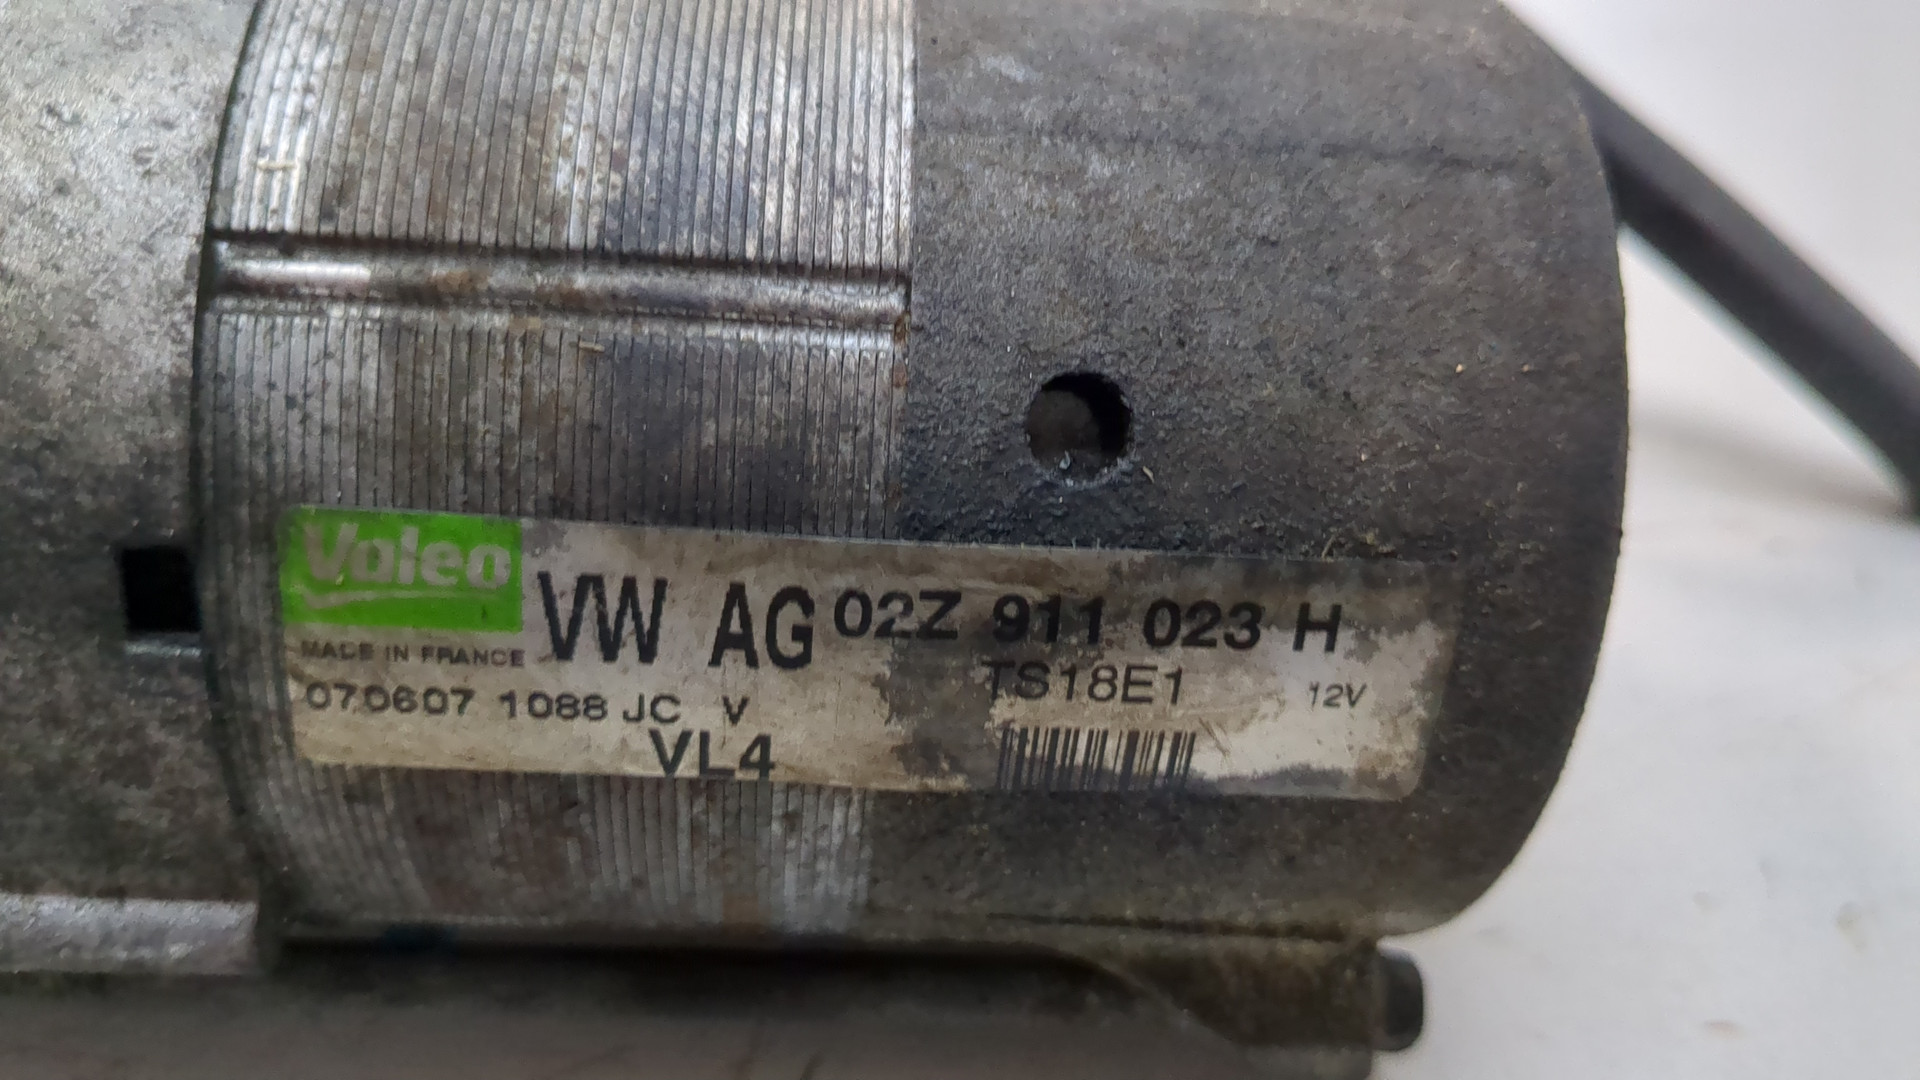 Valeo
VW AG 02Z 911 023 H
MADE IN FRANCE
TS18E1 12V
070607 1088 JC V
VL4